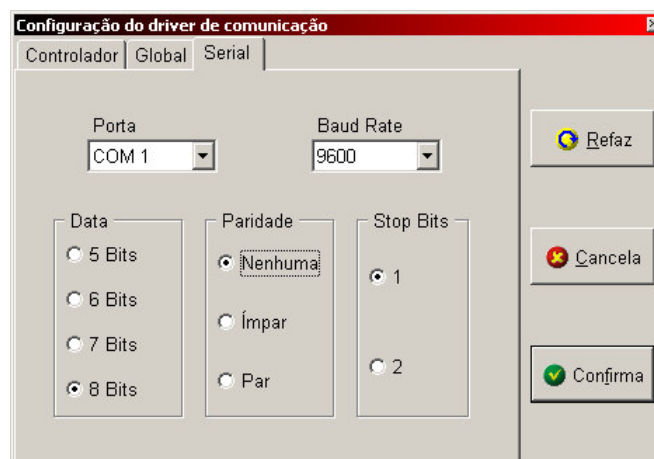 Configuração do driver de comunicação
Controlador Global Serial
Porta Baud Rate
COM 1 9600
Refaz
Data Paridade Stop Bits
5 Bits Nenhuma 1
6 Bits Ímpar
7 Bits 2
8 Bits Par
Cancela
Confirma